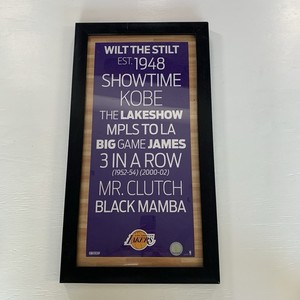 WILT THE STILT
EST. 1948
SHOWTIME
KOBE
THE LAKESHOW
MPLS TO LA
BIG GAME JAMES
3 IN A ROW
(1952-54) (2000-02)
MR. CLUTCH
BLACK MAMBA
LAKERS